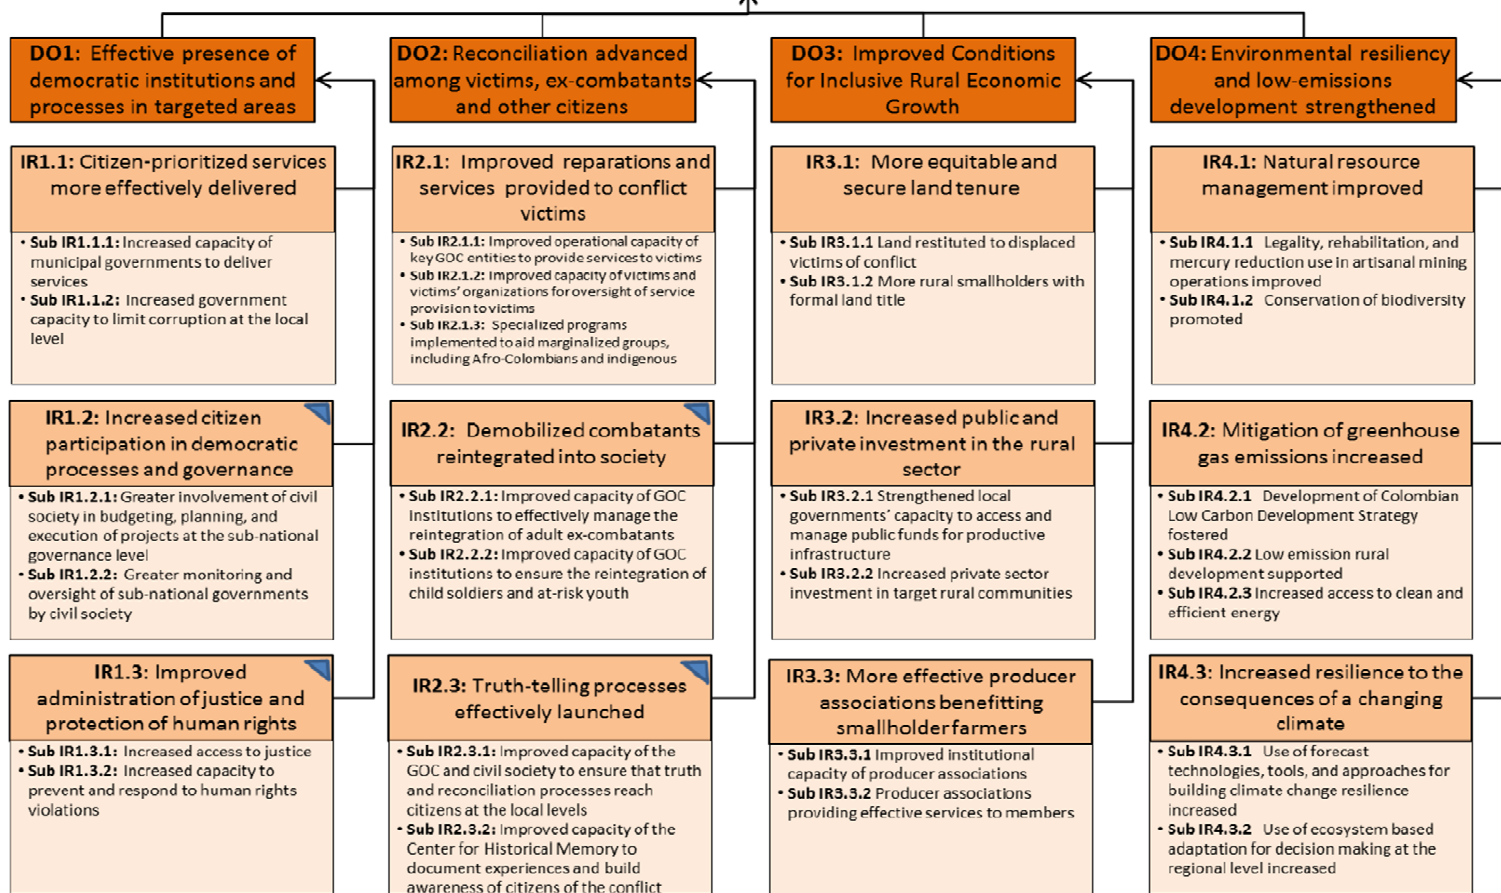 DO1: Effective presence of
democratic institutions and
processes in targeted areas
IR1.1: Citizen-prioritized services
more effectively delivered
• Sub IR1.1.1: Increased capacity of
municipal governments to deliver
services
• Sub IR1.1.2: Increased government
capacity to limit corruption at the local
level
IR1.2: Increased citizen
participation in democratic
processes and governance
• Sub IR1.2.1: Greater involvement of civil
society in budgeting, planning, and
execution of projects at the sub-national
governance level
• Sub IR1.2.2: Greater monitoring and
oversight of sub-national governments
by civil society
IR1.3: Improved
administration of justice and
protection of human rights
• Sub IR1.3.1: Increased access to justice
• Sub IR1.3.2: Increased capacity to
prevent and respond to human rights
violations
DO2: Reconciliation advanced
among victims, ex-combatants
and other citizens
IR2.1: Improved reparations and
services provided to conflict
victims
• Sub IR2.1.1: Improved operational capacity of
key GOC entities to provide services to victims
• Sub IR2.1.2: Improved capacity of victims and
victims' organizations for oversight of service
provision to victims
• Sub IR2.1.3: Specialized programs
implemented to aid marginalized groups,
including Afro-Colombians and indigenous
IR2.2: Demobilized combatants
reintegrated into society
• Sub IR2.2.1: Improved capacity of GOC
Institutions to effectively manage the
reintegration of adult ex-combatants
• Sub IR2.2.2: Improved capacity of GOC
institutions to ensure the reintegration of
child soldiers and at-risk youth
IR2.3: Truth-telling processes
effectively launched
• Sub IR2.3.1: Improved capacity of the
GOC and civil society to ensure that truth
and reconciliation processes reach
citizens at the local levels
• Sub IR2.3.2: Improved capacity of the
Center for Historical Memory to
document experiences and build
awareness of citizens of the conflict
DO3: Improved Conditions
for Inclusive Rural Economic
Growth
IR3.1: More equitable and
secure land tenure
• Sub IR3.1.1 Land restituted to displaced
victims of conflict
• Sub IR3.1.2 More rural smallholders with
formal land title
IR3.2: Increased public and
private investment in the rural
sector
• Sub IR3.2.1 Strengthened local
governments' capacity to access and
manage public funds for productive
infrastructure
• Sub IR3.2.2 Increased private sector
investment in target rural communities
IR3.3: More effective producer
associations benefitting
smallholder farmers
• Sub IR3.3.1 Improved institutional
capacity of producer associations
• Sub IR3.3.2 Producer associations
providing effective services to members
DO4: Environmental resiliency
and low-emissions
development strengthened
IR4.1: Natural resource
management improved
• Sub IR4.1.1 Legality, rehabilitation, and
mercury reduction use in artisanal mining
operations improved
• Sub IR4.1.2 Conservation of biodiversity
promoted
IR4.2: Mitigation of greenhouse
gas emissions increased
• Sub IR4.2.1 Development of Colombian
Low Carbon Development Strategy
fostered
• Sub IR4.2.2 Low emission rural
development supported
• Sub IR4.2.3 Increased access to clean and
efficient energy
IR4.3: Increased resilience to the
consequences of a changing
climate
• Sub IR4.3.1 Use of forecast
technologies, tools, and approaches for
building climate change resilience
increased
• Sub IR4.3.2 Use of ecosystem based
adaptation for decision making at the
regional level increased